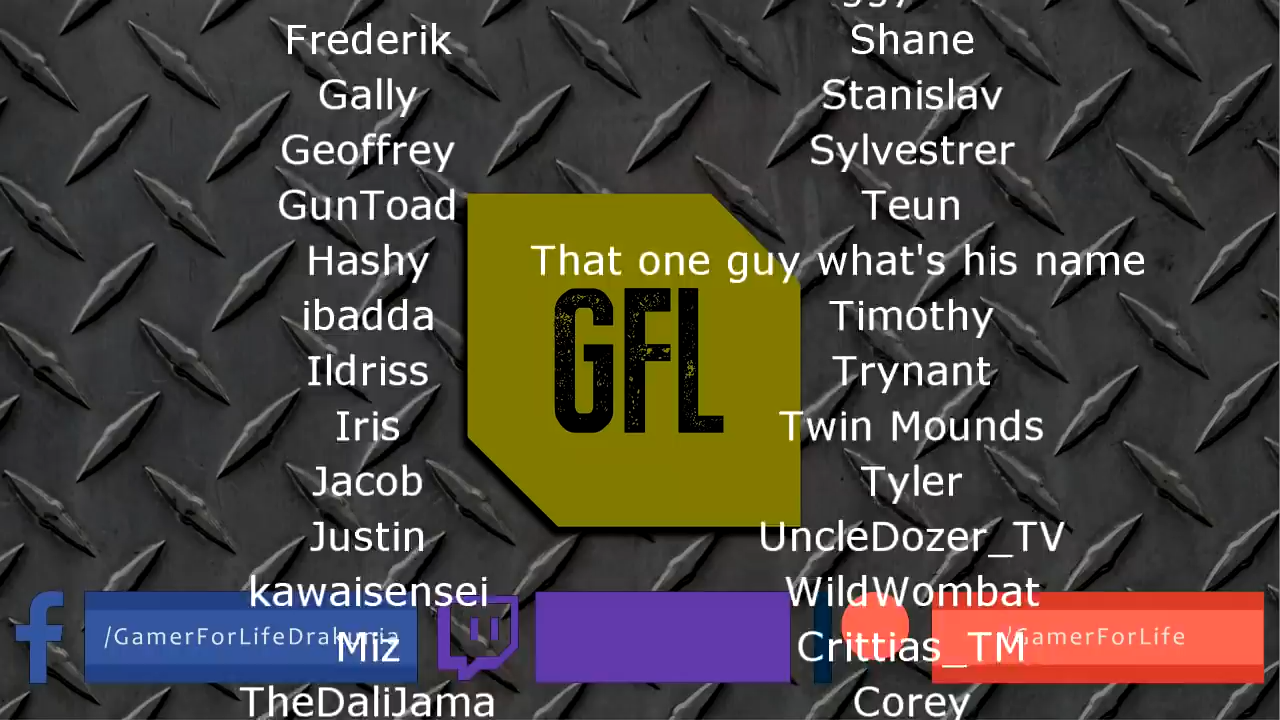 Frederik
Gally
Geoffrey
GunToad
Hashy
ibadda
Ildriss
Iris
Jacob
Justin
kawaisensei
Miz
TheDaliJama
Shane
Stanislav
Sylvestrer
Teun
That one guy what's his name
Timothy
Trynant
Twin Mounds
Tyler
UncleDozer_TV
WildWombat
Crittias_TM
Corey
GFL
/GamerForLifeDrakunia
/GamerForLife